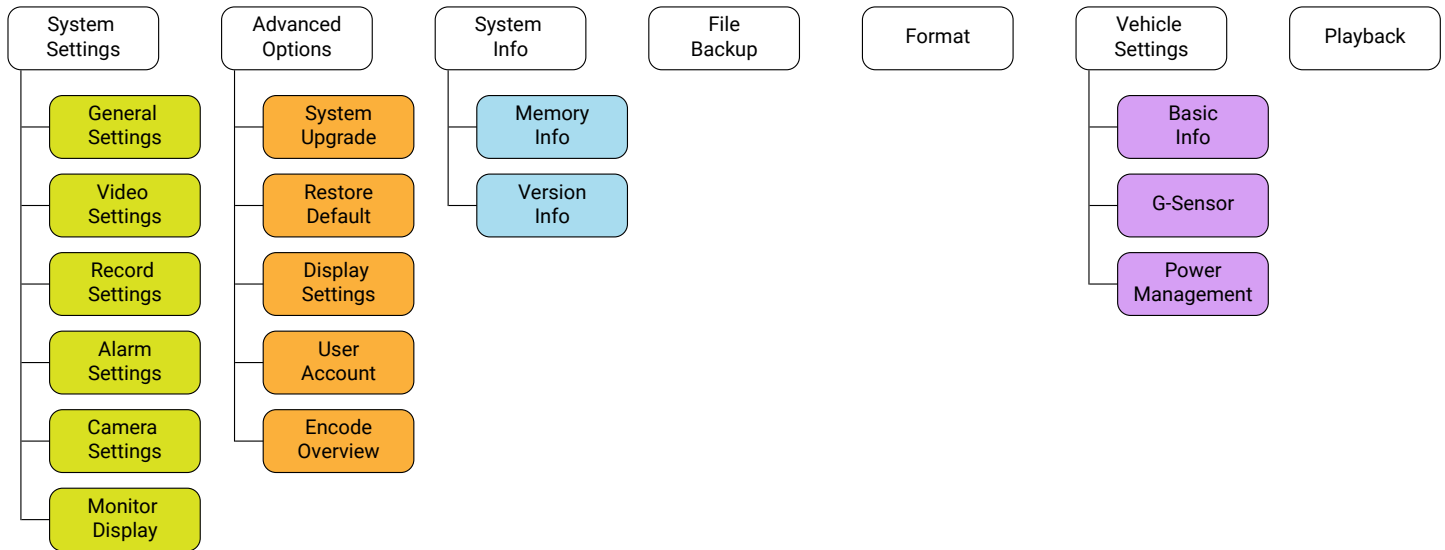 System
Settings
Advanced
Options
System
Info
File
Backup
Format
Vehicle
Settings
Playback
General
Settings
Video
Settings
Record
Settings
Alarm
Settings
Camera
Settings
Monitor
Display
System
Upgrade
Restore
Default
Display
Settings
User
Account
Encode
Overview
Memory
Info
Version
Info
Basic
Info
G-Sensor
Power
Management